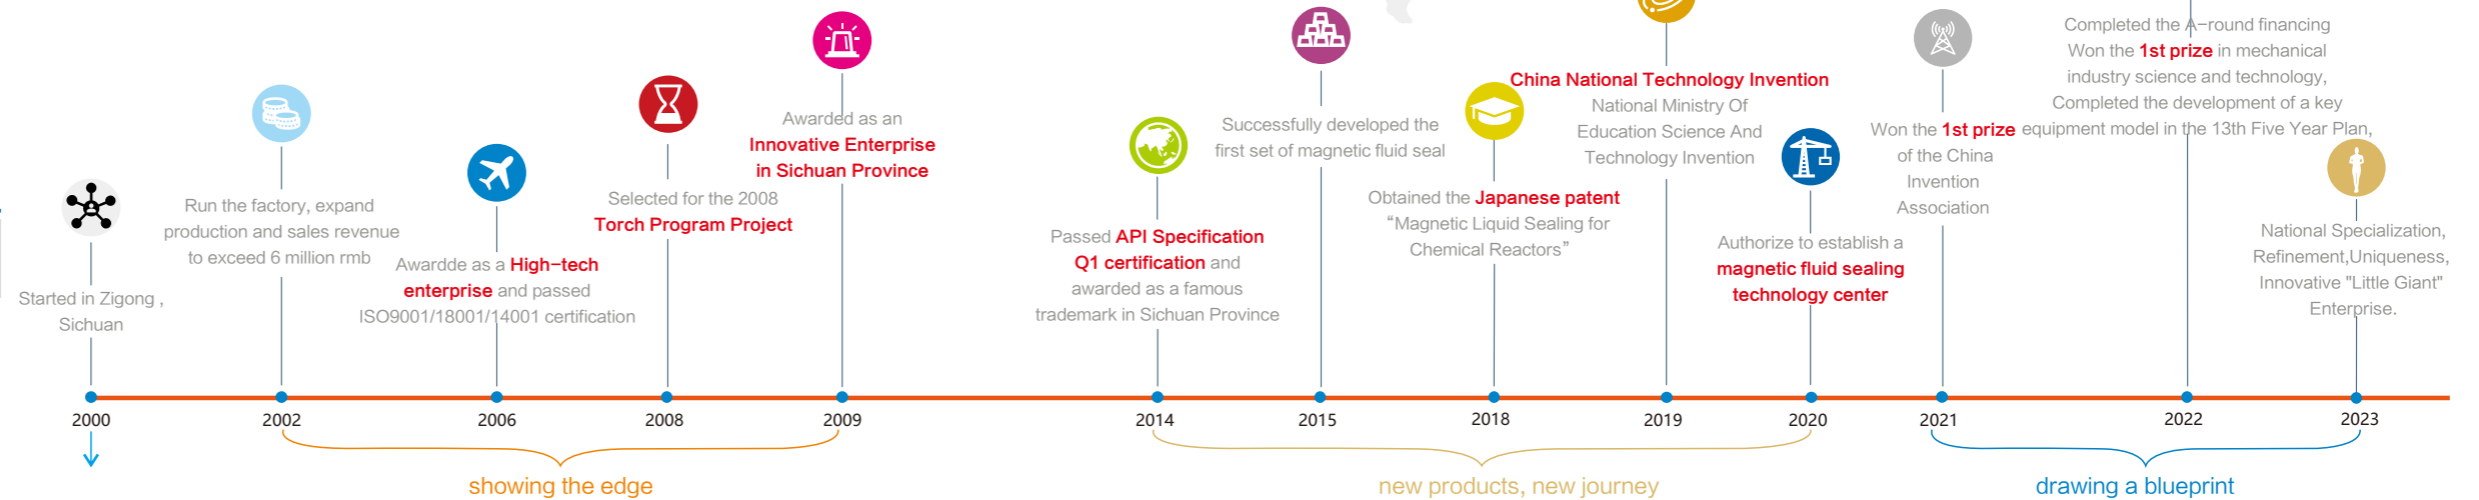 Started in Zigong ,
Sichuan
2000
Run the factory, expand
production and sales revenue
to exceed 6 million rmb
2002
Awardde as a High-tech
enterprise and passed
ISO9001/18001/14001 certification
2006
Selected for the 2008
Torch Program Project
2008
Awarded as an
Innovative Enterprise
in Sichuan Province
2009
showing the edge
Passed API Specification
Q1 certification and
awarded as a famous
trademark in Sichuan Province
2014
Successfully developed the
first set of magnetic fluid seal
2015
Obtained the Japanese patent
“Magnetic Liquid Sealing for
Chemical Reactors”
2018
China National Technology Invention
National Ministry Of
Education Science And
Technology Invention
2019
Authorize to establish a
magnetic fluid sealing
technology center
2020
new products, new journey
Won the 1st prize
of the China
Invention
Association
2021
Completed the A-round financing
Won the 1st prize in mechanical
industry science and technology,
Completed the development of a key
equipment model in the 13th Five Year Plan,
2022
National Specialization,
Refinement,Uniqueness,
Innovative "Little Giant"
Enterprise.
2023
drawing a blueprint